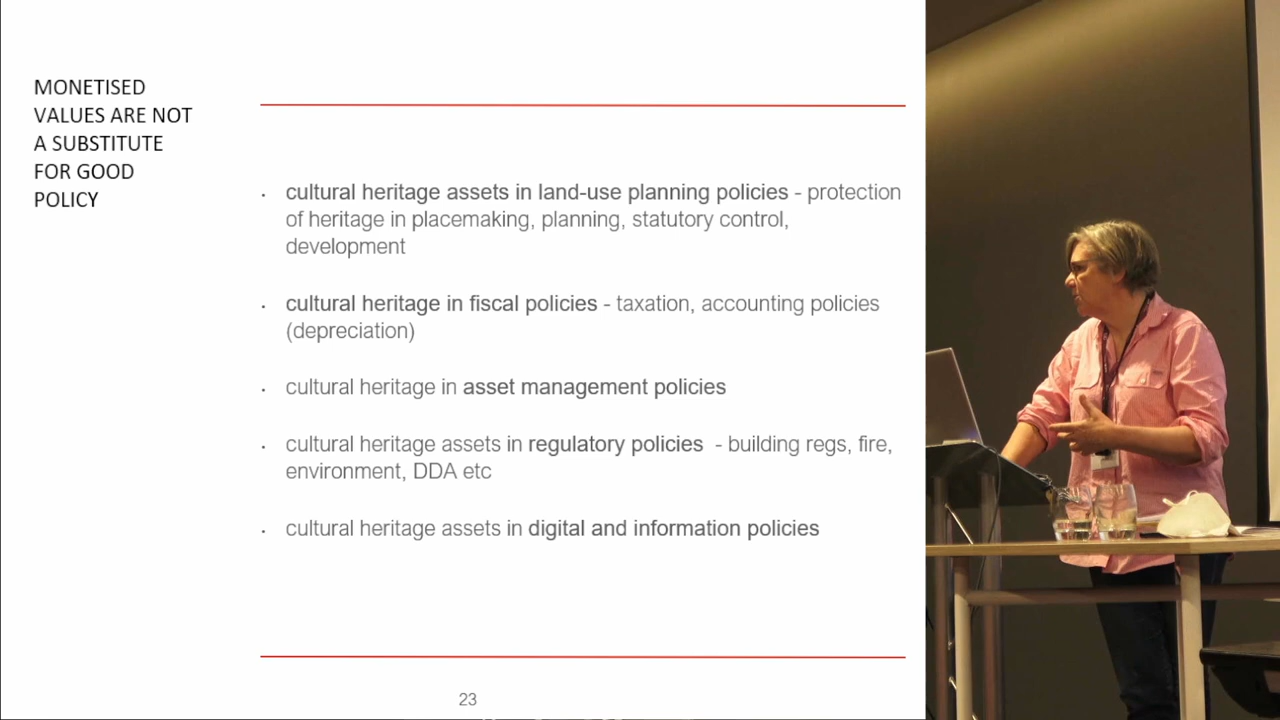 MONETISED
VALUES ARE NOT
A SUBSTITUTE
FOR GOOD
POLICY
· cultural heritage assets in land-use planning policies - protection
of heritage in placemaking, planning, statutory control,
development
· cultural heritage in fiscal policies - taxation, accounting policies
(depreciation)
· cultural heritage in asset management policies
· cultural heritage assets in regulatory policies - building regs, fire,
environment, DDA etc
· cultural heritage assets in digital and information policies
23